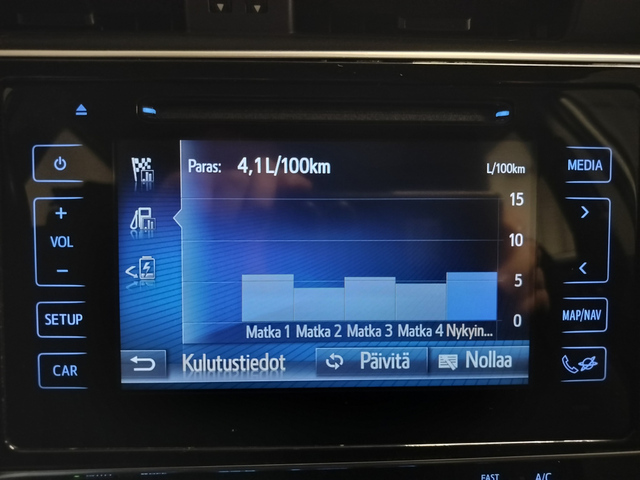 Paras: 4,1 L/100km
L/100km
15
10
5
0
Matka 1 Matka 2 Matka 3 Matka 4 Nykyin...
Kulutustiedot
Päivitä
Nollaa
+
VOL
−
SETUP
CAR
MEDIA
>
<
MAP/NAV
FAST
A/C